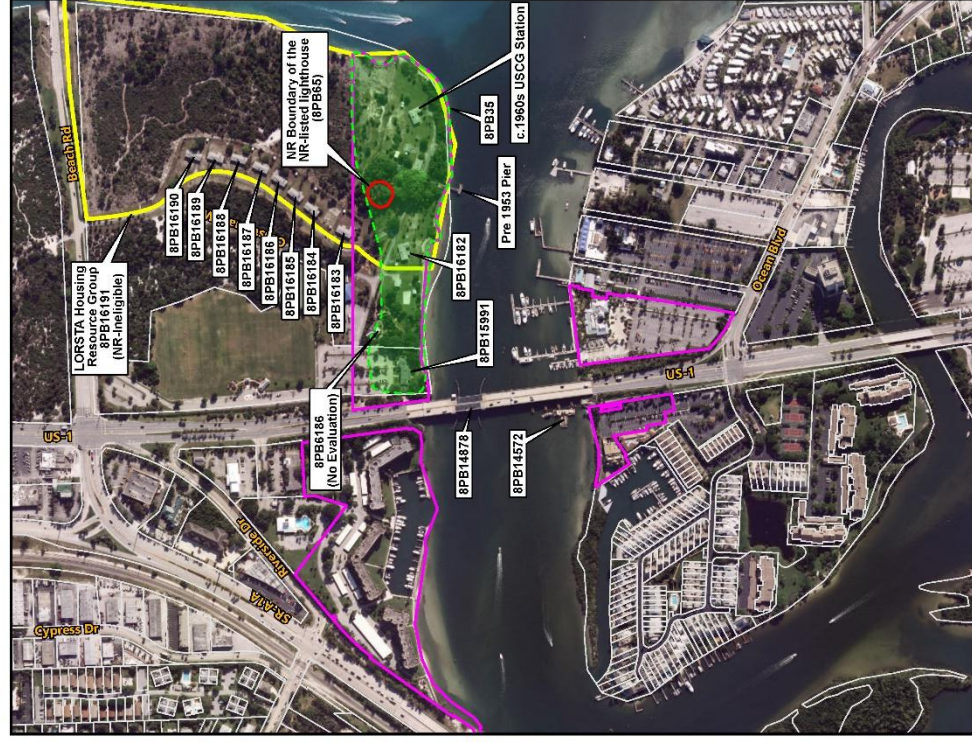 Cypress Dr
SR A1A
Riverside Dr
US-1
Beach Rd
LORSTA Housing
Resource Group
8PB16191
(NR-Ineligible)
8PB16190
8PB16189
8PB16188
8PB16187
8PB16186
8PB16185
8PB16184
8PB16183
NR Boundary of the
NR-listed lighthouse
(8PB65)
8PB6186
(No Evaluation)
8PB14878
8PB15991
8PB16182
Pre 1953 Pier
8PB35
c.1960s USCG Station
8PB14572
US-1
Ocean Blvd